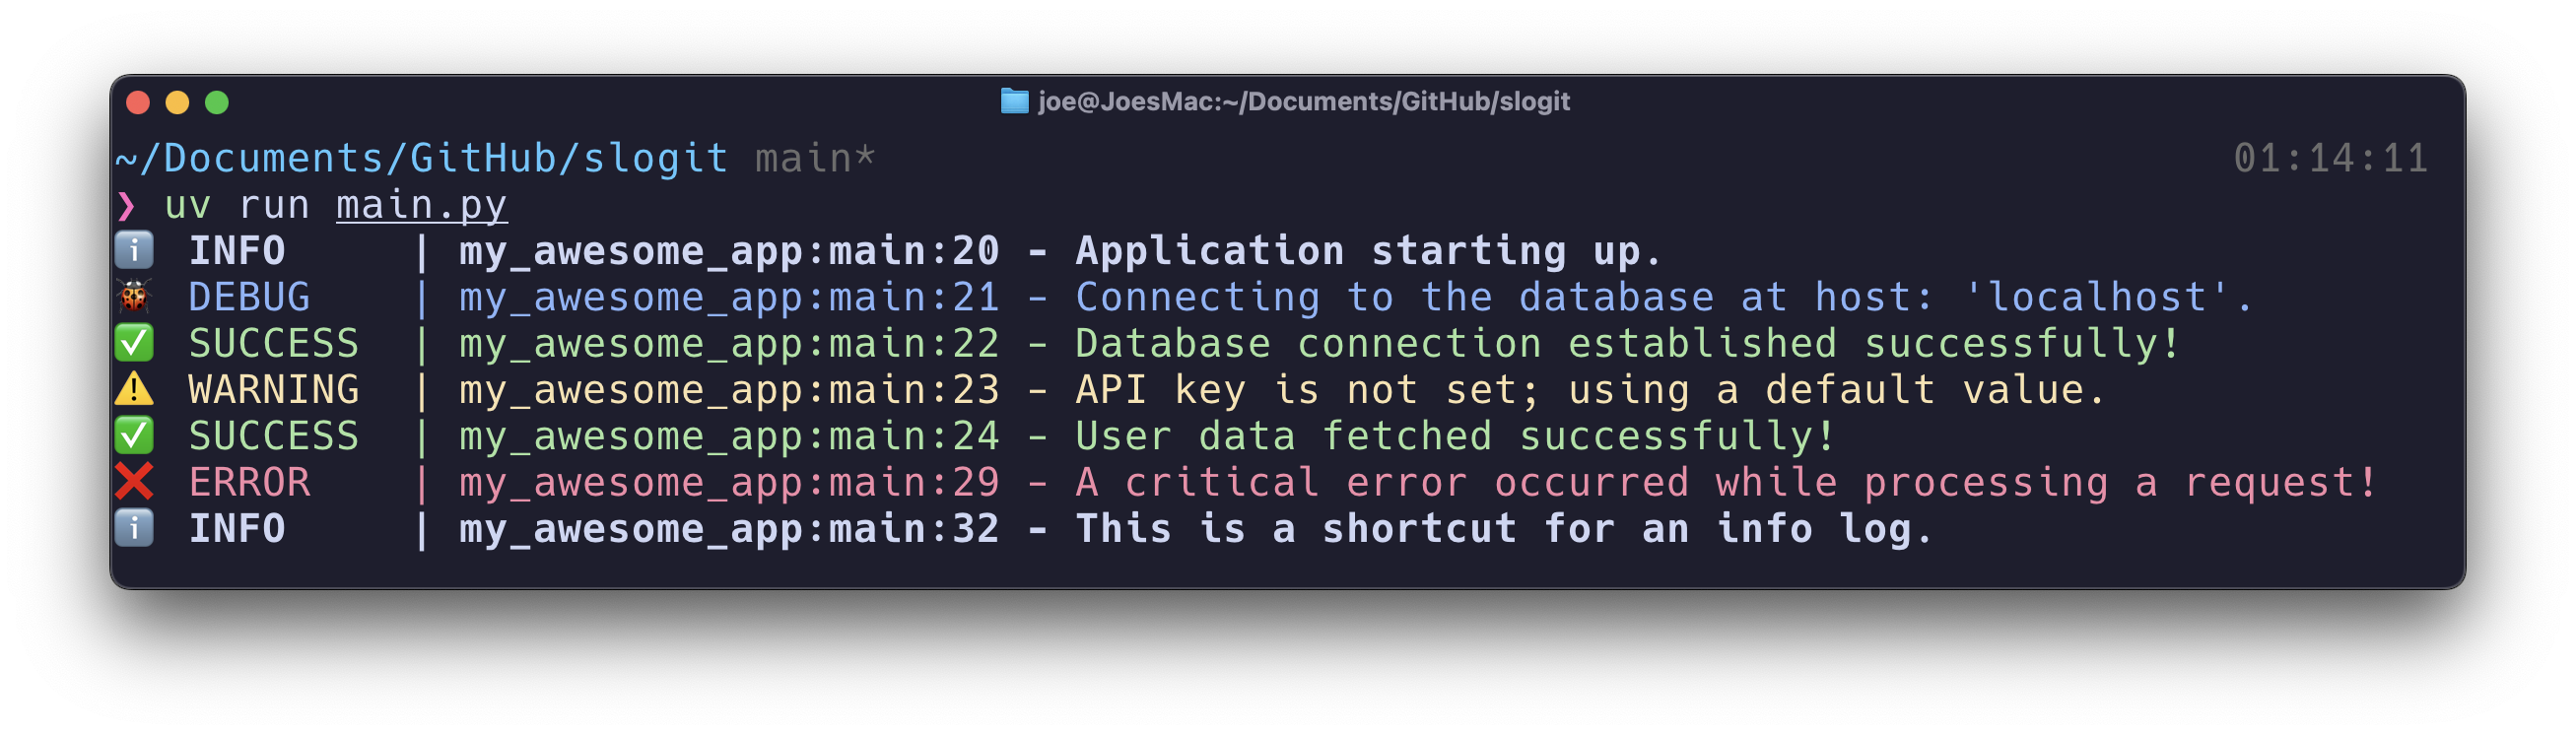 joe@JoesMac:~/Documents/GitHub/slogit
~/Documents/GitHub/slogit main* 01:14:11
❯ uv run main.py
ℹ️ INFO     | my_awesome_app:main:20 - Application starting up.
🐞 DEBUG    | my_awesome_app:main:21 - Connecting to the database at host: 'localhost'.
✅ SUCCESS  | my_awesome_app:main:22 - Database connection established successfully!
⚠️ WARNING  | my_awesome_app:main:23 - API key is not set; using a default value.
✅ SUCCESS  | my_awesome_app:main:24 - User data fetched successfully!
❌ ERROR    | my_awesome_app:main:29 - A critical error occurred while processing a request!
ℹ️ INFO     | my_awesome_app:main:32 - This is a shortcut for an info log.